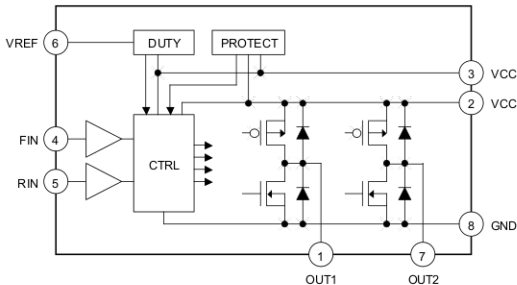 VREF 6 DUTY PROTECT
3 VCC
2 VCC
FIN 4
CTRL
RIN 5
8 GND
1 7
OUT1 OUT2